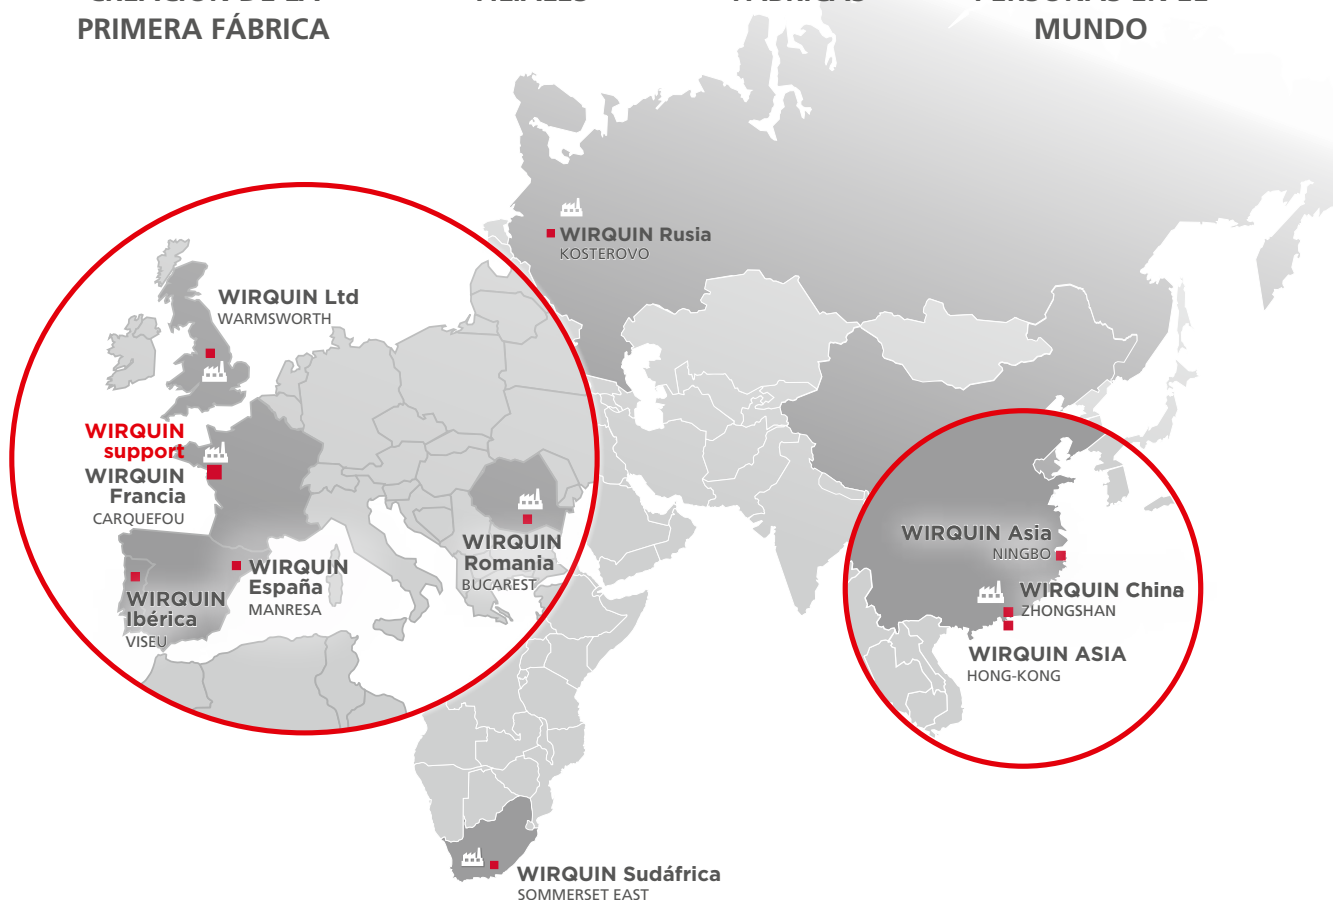 PRIMERA FÁBRICA
MUNDO
WIRQUIN Rusia
KOSTEROVO
WIRQUIN Ltd
WARMSWORTH
WIRQUIN
support
WIRQUIN
Francia
CARQUEFOU
WIRQUIN
España
MANRESA
WIRQUIN
Ibérica
VISEU
WIRQUIN
Romania
BUCAREST
WIRQUIN Asia
NINGBO
WIRQUIN China
ZHONGSHAN
WIRQUIN ASIA
HONG-KONG
WIRQUIN Sudáfrica
SOMMERSET EAST